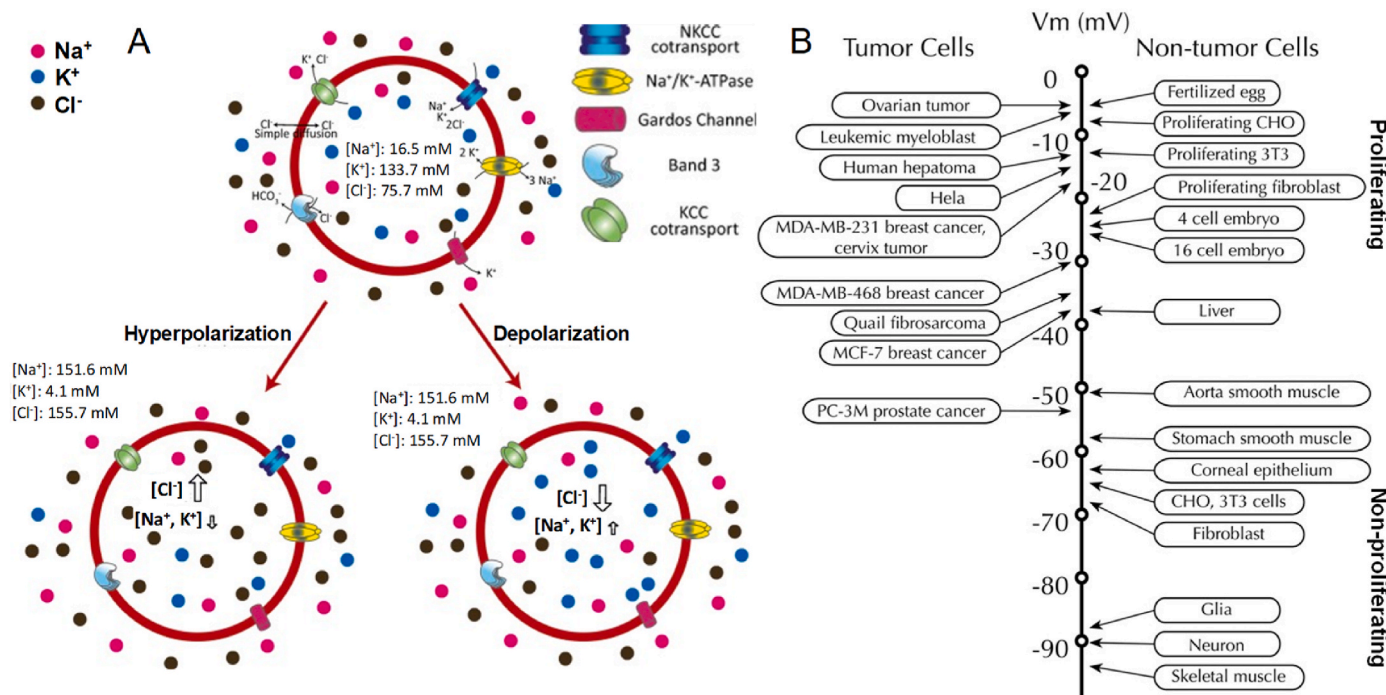 Na⁺
K⁺
Cl⁻
A
NKCC
cotransport
Na⁺/K⁺-ATPase
Gardos Channel
Band 3
KCC
cotransport
K⁺
Cl⁻
Cl⁻
Cl⁻
Simple diffusion
Na⁺
K⁺
2Cl⁻
[Na⁺]: 16.5 mM
[K⁺]: 133.7 mM
[Cl⁻]: 75.7 mM
2 K⁺
3 Na⁺
HCO₃⁻
Cl⁻
K⁺
Hyperpolarization
Depolarization
[Na⁺]: 151.6 mM
[K⁺]: 4.1 mM
[Cl⁻]: 155.7 mM
[Na⁺]: 151.6 mM
[K⁺]: 4.1 mM
[Cl⁻]: 155.7 mM
[Cl⁻]
[Na⁺, K⁺]
[Cl⁻]
[Na⁺, K⁺]
B
Vm (mV)
Tumor Cells
Non-tumor Cells
0
-10
-20
-30
-40
-50
-60
-70
-80
-90
Ovarian tumor
Leukemic myeloblast
Human hepatoma
Hela
MDA-MB-231 breast cancer,
cervix tumor
MDA-MB-468 breast cancer
Quail fibrosarcoma
MCF-7 breast cancer
PC-3M prostate cancer
Fertilized egg
Proliferating CHO
Proliferating 3T3
Proliferating fibroblast
4 cell embryo
16 cell embryo
Liver
Aorta smooth muscle
Stomach smooth muscle
Corneal epithelium
CHO, 3T3 cells
Fibroblast
Glia
Neuron
Skeletal muscle
Proliferating
Non-proliferating